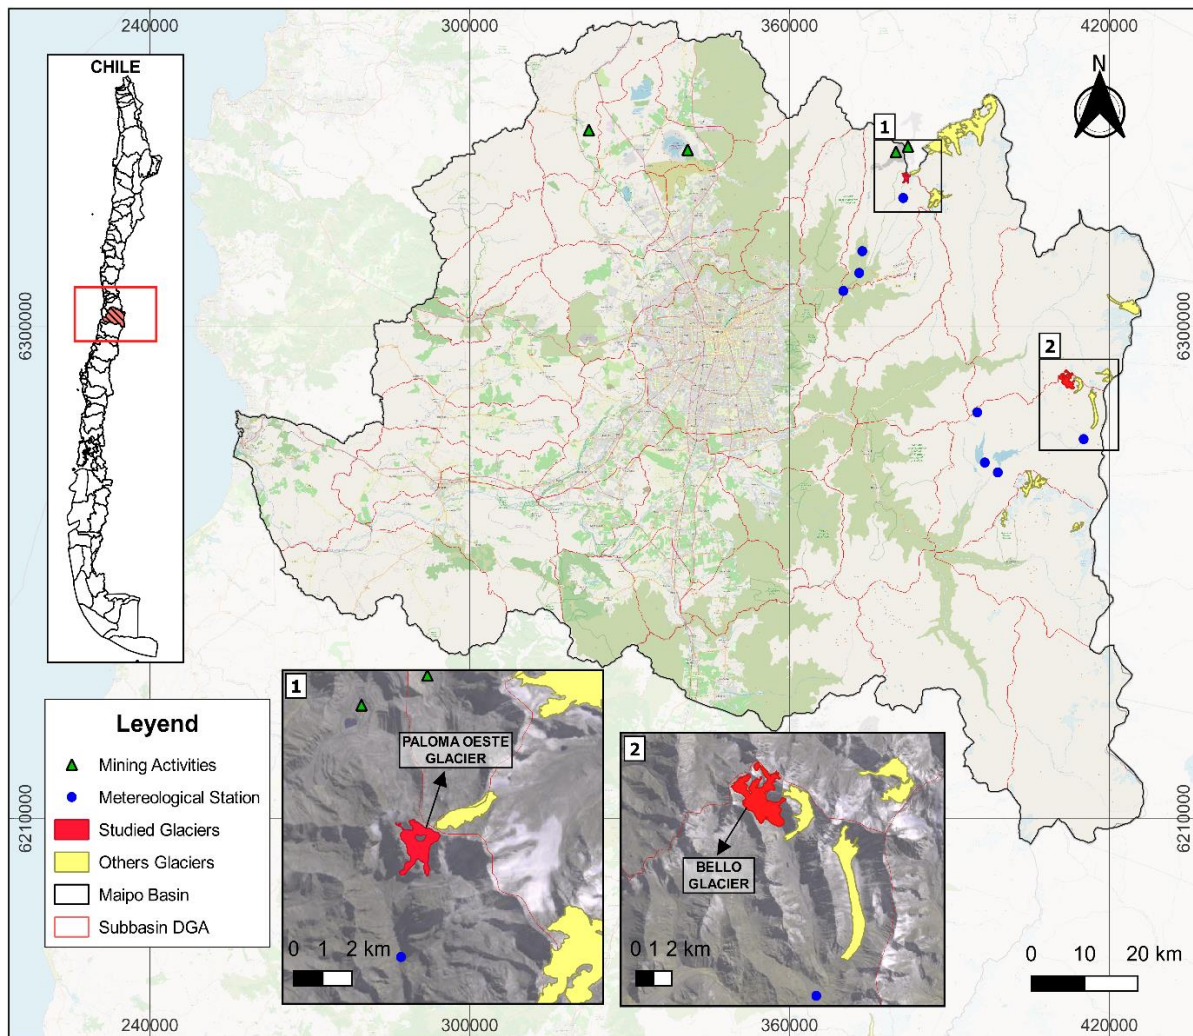 240000
300000
360000
420000
CHILE
N
1
6300000
6300000
2
1
PALOMA OESTE
GLACIER
0 1 2 km
2
BELLO
GLACIER
0 1 2 km
Leyend
Mining Activities
Metereological Station
Studied Glaciers
Others Glaciers
Maipo Basin
Subbasin DGA
6210000
6210000
0 10 20 km
240000
300000
360000
420000